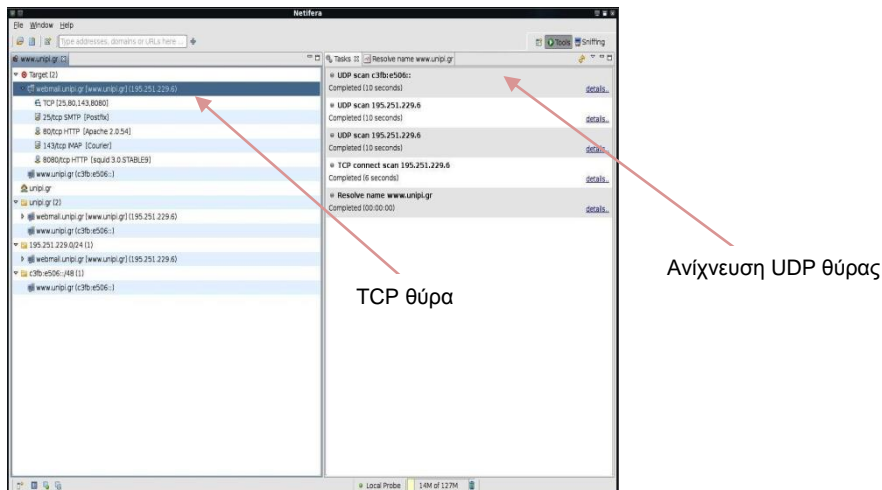 Netifera
File Window Help
Type addresses, domains or URLs here ...
Tools Sniffing
www.unipi.gr
Target (2)
webmail.unipi.gr [www.unipi.gr] (195.251.229.6)
TCP [25,80,143,8080]
25/tcp SMTP [Postfix]
80/tcp HTTP [Apache 2.0.54]
143/tcp IMAP [Courier]
8080/tcp HTTP [squid 3.0.STABLE9]
www.unipi.gr (c3fb:e506::)
unipi.gr
unipi.gr (2)
webmail.unipi.gr [www.unipi.gr] (195.251.229.6)
www.unipi.gr (c3fb:e506::)
195.251.229.0/24 (1)
webmail.unipi.gr [www.unipi.gr] (195.251.229.6)
c3fb:e506::/48 (1)
www.unipi.gr (c3fb:e506::)
Tasks Resolve name www.unipi.gr
UDP scan c3fb:e506::
Completed (10 seconds) details..
UDP scan 195.251.229.6
Completed (10 seconds) details..
UDP scan 195.251.229.6
Completed (10 seconds) details..
TCP connect scan 195.251.229.6
Completed (6 seconds) details..
Resolve name www.unipi.gr
Completed (00:00:00) details..
TCP θύρα
Ανίχνευση UDP θύρας
Local Probe 14M of 127M